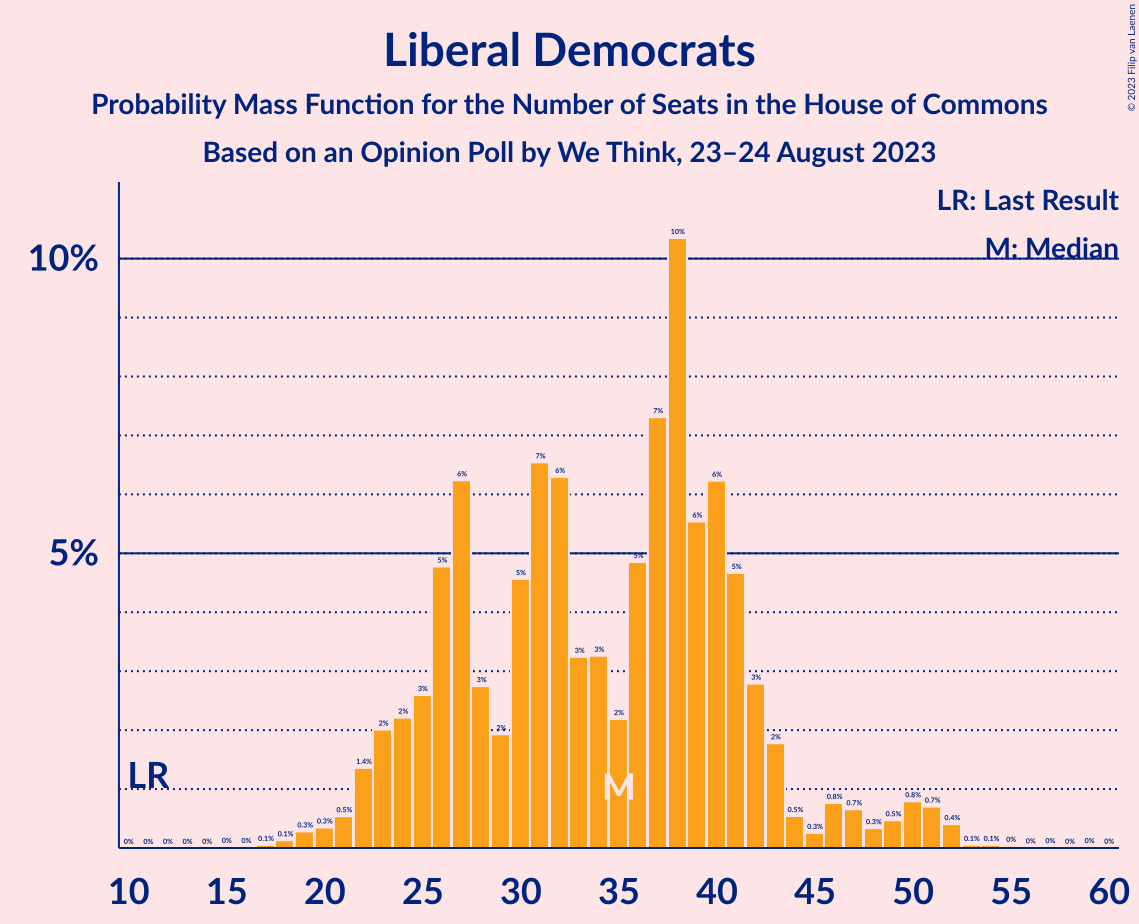 Liberal Democrats
Probability Mass Function for the Number of Seats in the House of Commons
Based on an Opinion Poll by We Think, 23–24 August 2023
© 2023 Filip van Laenen
LR: Last Result
M: Median
10%
5%
0% 0% 0% 0% 0% 0% 0% 0.1% 0.1% 0.3% 0.3% 0.5% 1.4% 2% 2% 3% 5% 6% 3% 2% 5% 7% 6% 3% 3% 2% 5% 7% 10% 6% 6% 5% 3% 2% 0.5% 0.3% 0.8% 0.7% 0.3% 0.5% 0.8% 0.7% 0.4% 0.1% 0.1% 0% 0% 0% 0% 0% 0%
LR
M
10 15 20 25 30 35 40 45 50 55 60